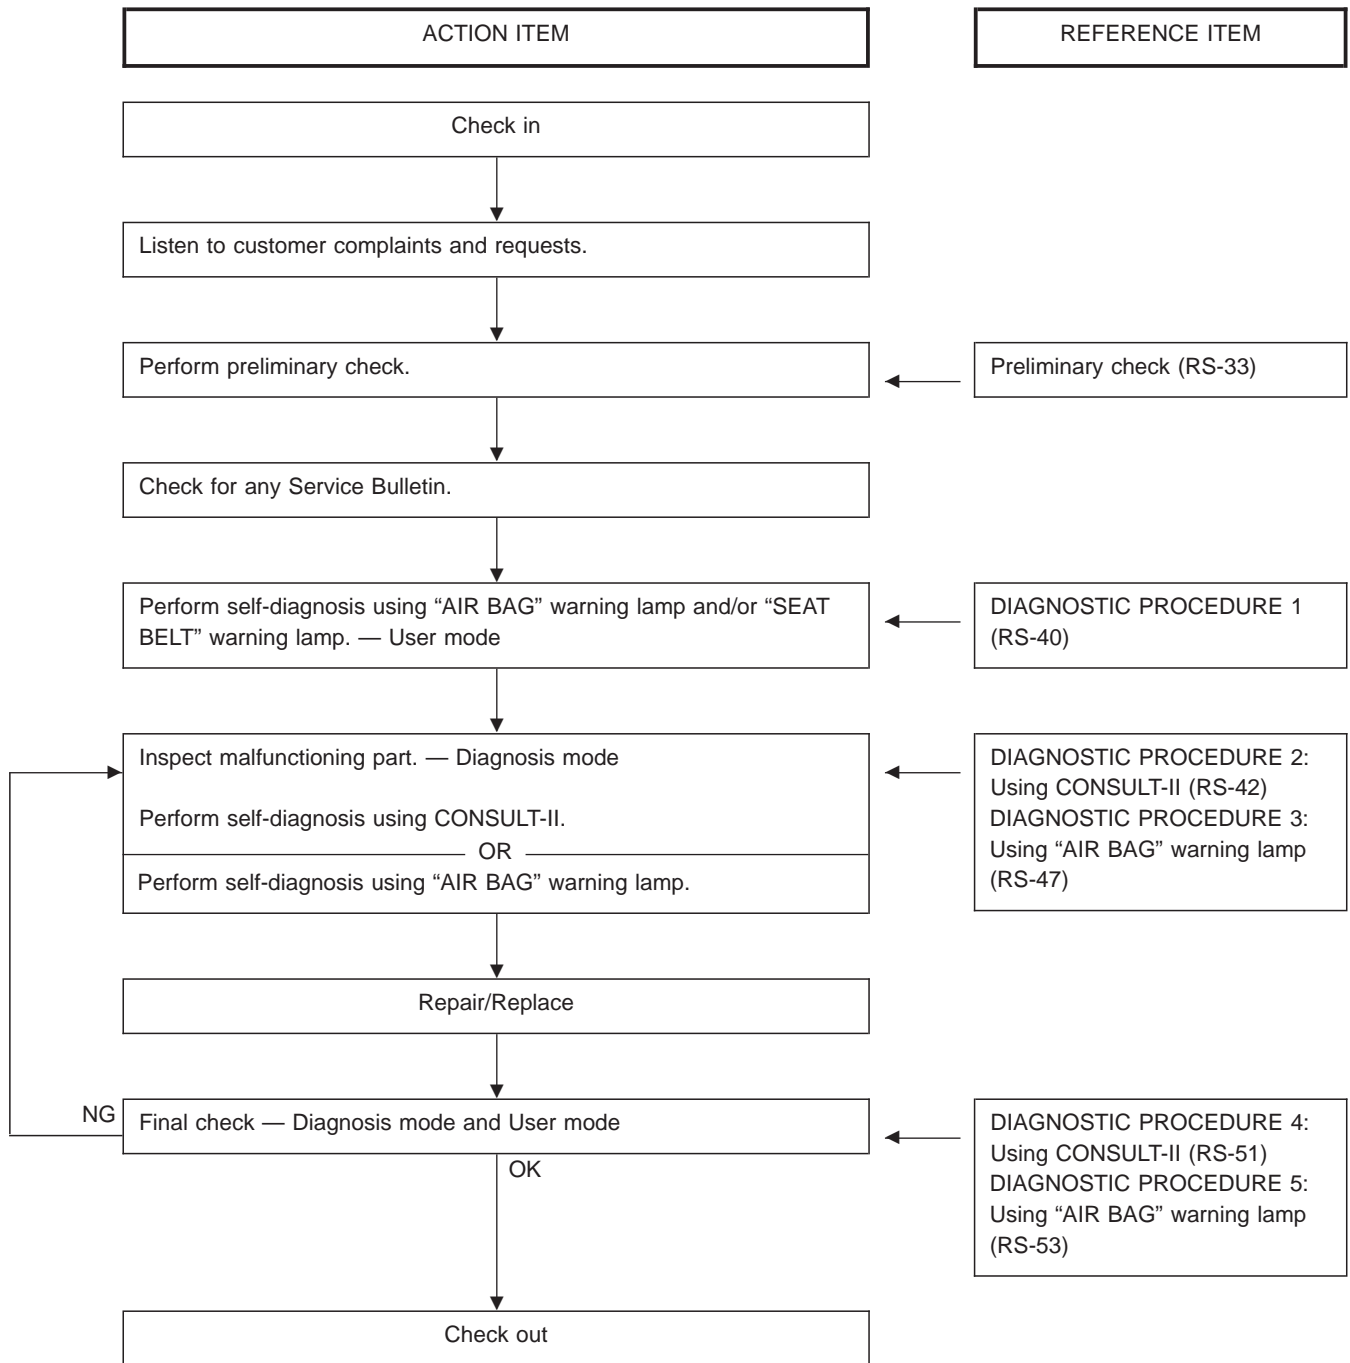 ACTION ITEM
REFERENCE ITEM
Check in
Listen to customer complaints and requests.
Perform preliminary check.
Preliminary check (RS-33)
Check for any Service Bulletin.
Perform self-diagnosis using “AIR BAG” warning lamp and/or “SEAT
BELT” warning lamp. — User mode
DIAGNOSTIC PROCEDURE 1
(RS-40)
Inspect malfunctioning part. — Diagnosis mode
Perform self-diagnosis using CONSULT-II.
OR
Perform self-diagnosis using “AIR BAG” warning lamp.
DIAGNOSTIC PROCEDURE 2:
Using CONSULT-II (RS-42)
DIAGNOSTIC PROCEDURE 3:
Using “AIR BAG” warning lamp
(RS-47)
Repair/Replace
NG
Final check — Diagnosis mode and User mode
OK
DIAGNOSTIC PROCEDURE 4:
Using CONSULT-II (RS-51)
DIAGNOSTIC PROCEDURE 5:
Using “AIR BAG” warning lamp
(RS-53)
Check out